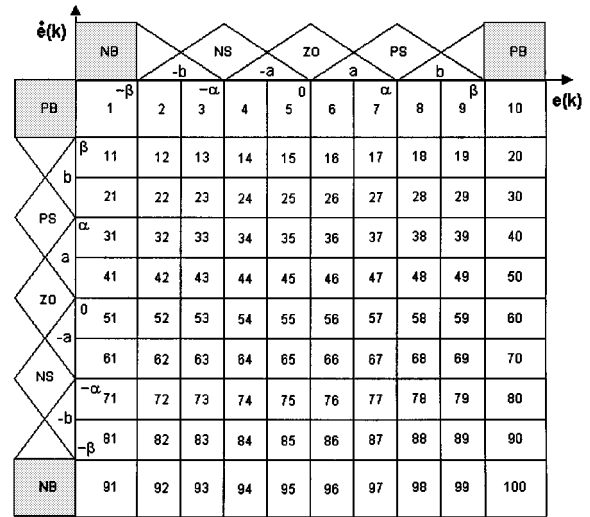 ė(k)
NB NS ZO PS PB
-b -a a b
e(k)
−β −α 0 α β
PB 1 2 3 4 5 6 7 8 9 10
β 11 12 13 14 15 16 17 18 19 20
b
21 22 23 24 25 26 27 28 29 30
PS
α 31 32 33 34 35 36 37 38 39 40
a
41 42 43 44 45 46 47 48 49 50
ZO
0 51 52 53 54 55 56 57 58 59 60
-a
61 62 63 64 65 66 67 68 69 70
NS
−α 71 72 73 74 75 76 77 78 79 80
-b
81 82 83 84 85 86 87 88 89 90
−β
NB 91 92 93 94 95 96 97 98 99 100